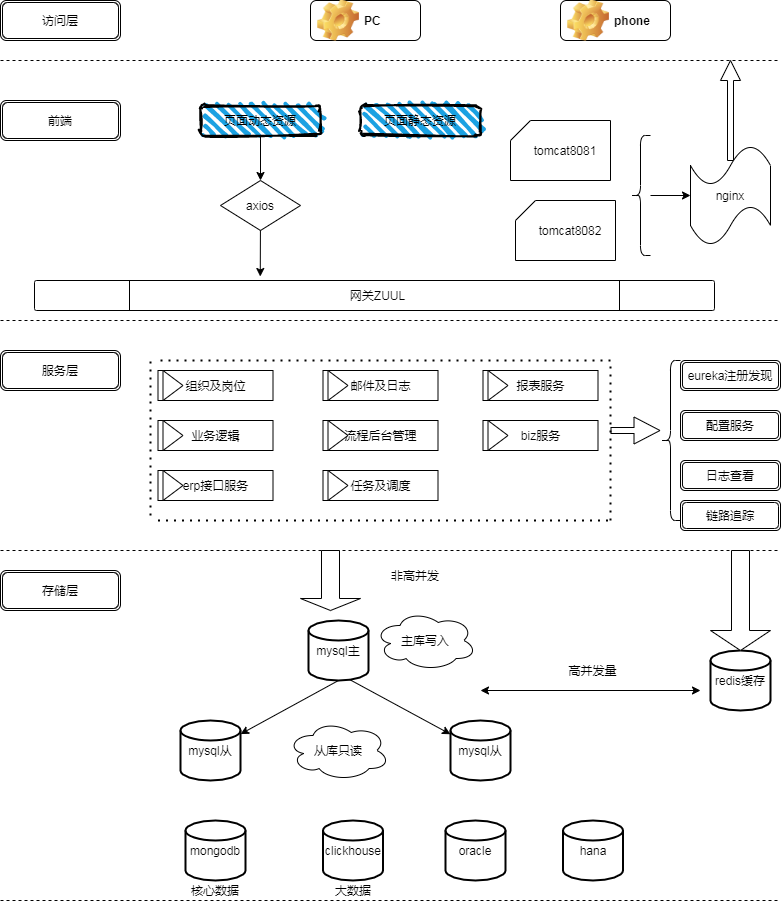 访问层
PC
phone
前端
页面动态资源
页面静态资源
tomcat8081
axios
nginx
tomcat8082
网关ZUUL
服务层
组织及岗位
邮件及日志
报表服务
eureka注册发现
业务逻辑
流程后台管理
biz服务
配置服务
erp接口服务
任务及调度
日志查看
链路追踪
存储层
非高并发
mysql主
主库写入
高并发量
redis缓存
mysql从
从库只读
mysql从
mongodb
clickhouse
oracle
hana
核心数据
大数据